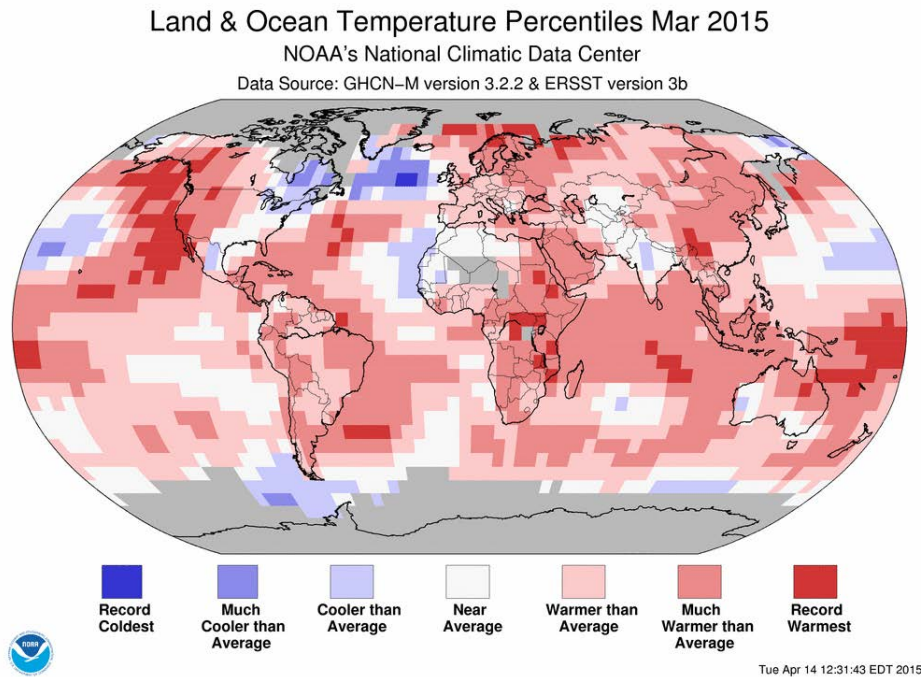 Land & Ocean Temperature Percentiles Mar 2015
NOAA's National Climatic Data Center
Data Source: GHCN−M version 3.2.2 & ERSST version 3b
Record
Coldest
Much
Cooler than
Average
Cooler than
Average
Near
Average
Warmer than
Average
Much
Warmer than
Average
Record
Warmest
NOAA
Tue Apr 14 12:31:43 EDT 2015